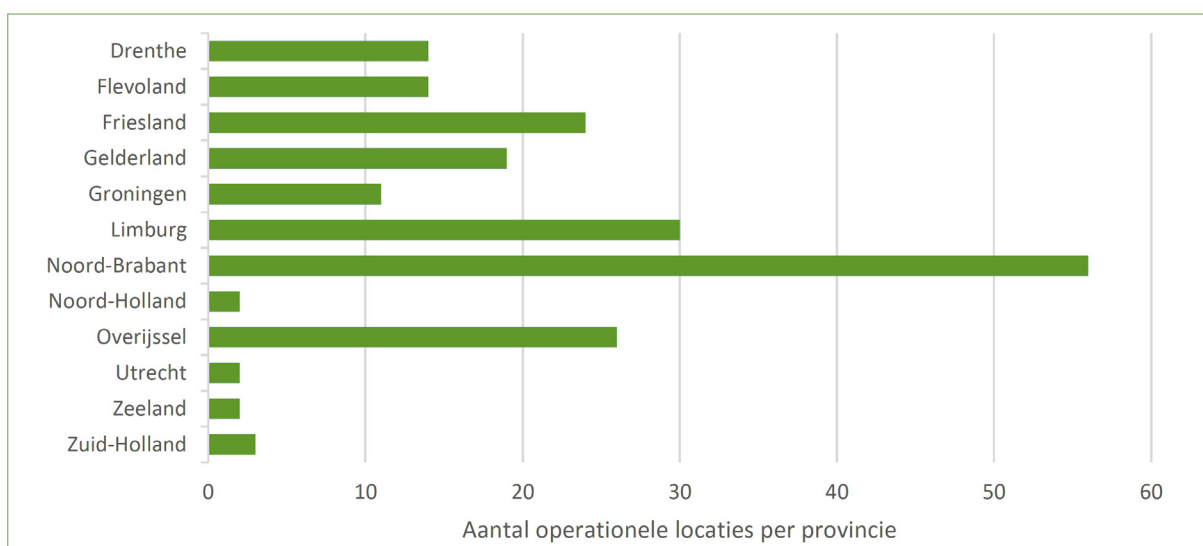 Drenthe
Flevoland
Friesland
Gelderland
Groningen
Limburg
Noord-Brabant
Noord-Holland
Overijssel
Utrecht
Zeeland
Zuid-Holland
0 10 20 30 40 50 60
Aantal operationele locaties per provincie